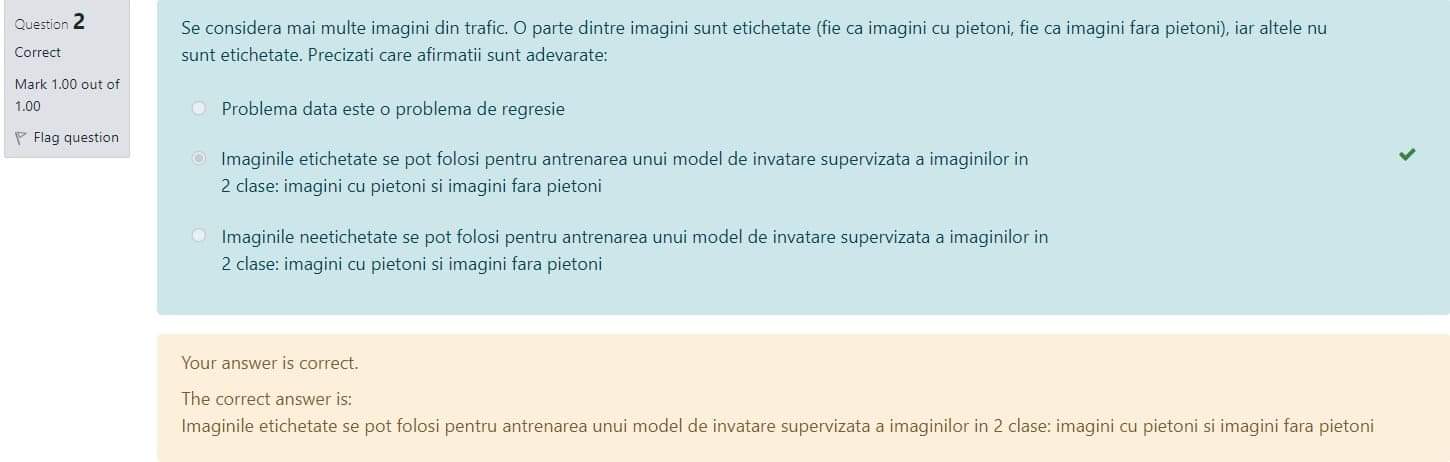 Question 2
Correct
Mark 1.00 out of
1.00
Flag question
Se considera mai multe imagini din trafic. O parte dintre imagini sunt etichetate (fie ca imagini cu pietoni, fie ca imagini fara pietoni), iar altele nu
sunt etichetate. Precizati care afirmatii sunt adevarate:
Problema data este o problema de regresie
Imaginile etichetate se pot folosi pentru antrenarea unui model de invatare supervizata a imaginilor in
2 clase: imagini cu pietoni si imagini fara pietoni
Imaginile neetichetate se pot folosi pentru antrenarea unui model de invatare supervizata a imaginilor in
2 clase: imagini cu pietoni si imagini fara pietoni
Your answer is correct.
The correct answer is:
Imaginile etichetate se pot folosi pentru antrenarea unui model de invatare supervizata a imaginilor in 2 clase: imagini cu pietoni si imagini fara pietoni